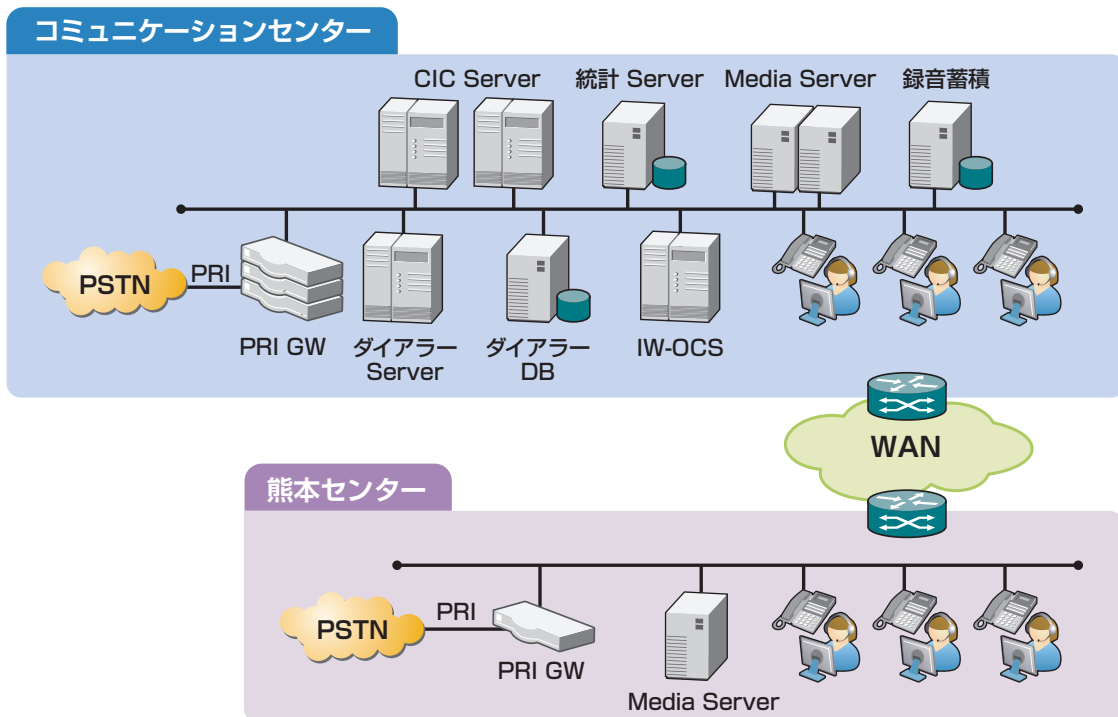 コミュニケーションセンター
CIC Server
統計 Server
Media Server
録音蓄積
PSTN
PRI
PRI GW
ダイアラー
Server
ダイアラー
DB
IW-OCS
WAN
熊本センター
PSTN
PRI
PRI GW
Media Server